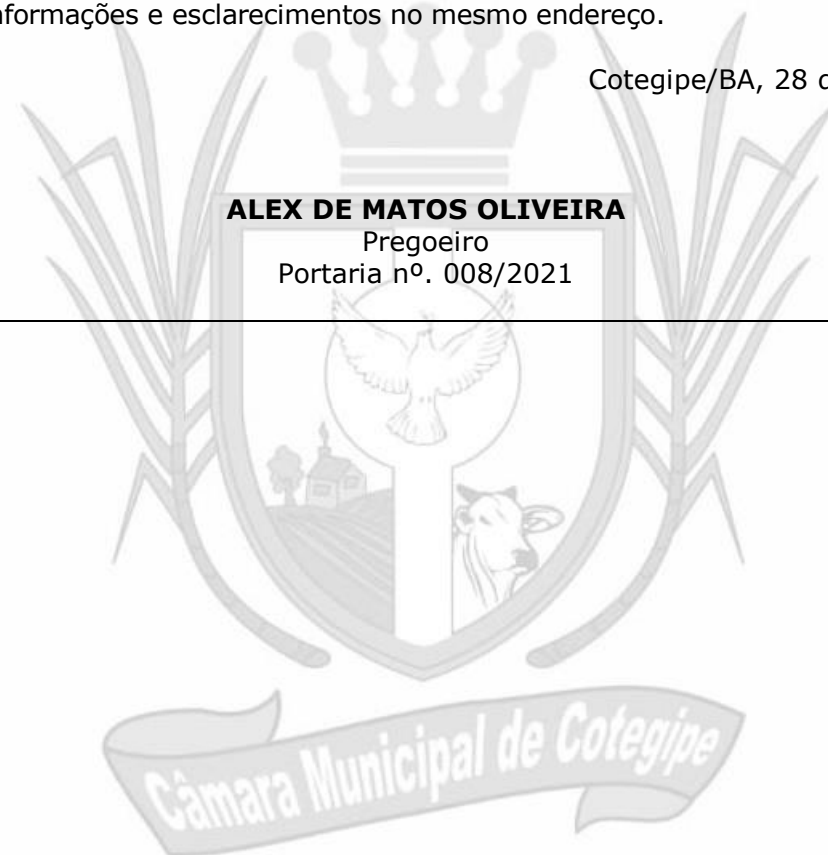 nformações e esclarecimentos no mesmo endereço.
Cotegipe/BA, 28
ALEX DE MATOS OLIVEIRA
Pregoeiro
Portaria nº. 008/2021
Câmara Municipal de Cotegipe